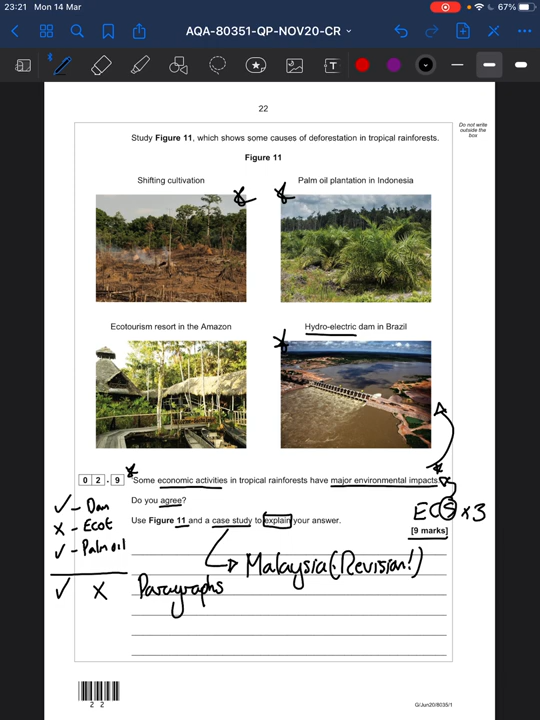 23:21 Mon 14 Mar
67%
AQA-80351-QP-NOV20-CR
22
Do not write outside the box
Study Figure 11, which shows some causes of deforestation in tropical rainforests.
Figure 11
Shifting cultivation
Palm oil plantation in Indonesia
Ecotourism resort in the Amazon
Hydro-electric dam in Brazil
0 2 . 9 Some economic activities in tropical rainforests have major environmental impacts.
Do you agree?
Use Figure 11 and a case study to explain your answer.
[9 marks]
✓ - Dam
X - Ecot
✓ - Palm oil
ECS x3
Malaysia (: Revision!)
✓ X Paragraphs
2 2
G/Jun20/8035/1